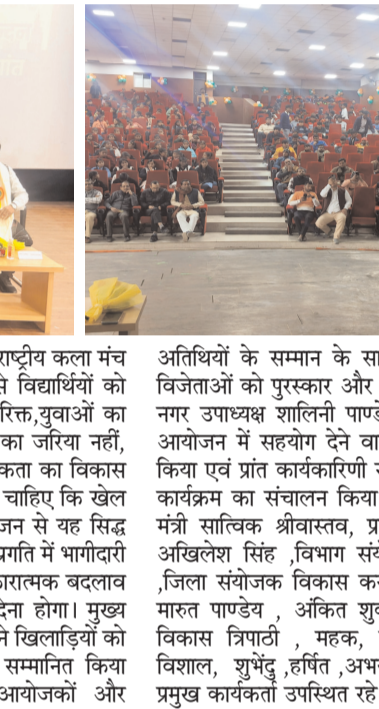 राष्ट्रीय कला मंच
से विद्यार्थियों को
रिक्त,युवाओं का
का जरिया नहीं,
कता का विकास
चाहिए कि खेल
जन से यह सिद्ध
प्रगति में भागीदारी
कारात्मक बदलाव
देना होगा। मुख्य
ने खिलाड़ियों को
सम्मानित किया
आयोजकों और
अतिथियों के सम्मान के सा
विजेताओं को पुरस्कार और
नगर उपाध्यक्ष शालिनी पाण्डे
आयोजन में सहयोग देने वा
किया एवं प्रांत कार्यकारिणी
कार्यक्रम का संचालन किया
मंत्री सात्विक श्रीवास्तव, प्र
अखिलेश सिंह ,विभाग संयो
,जिला संयोजक विकास
मारुत पाण्डेय , अंकित शु
विकास त्रिपाठी , महक,
विशाल, शुभेंदु ,हर्षित ,अभ
प्रमुख कार्यकर्ता उपस्थित रहे